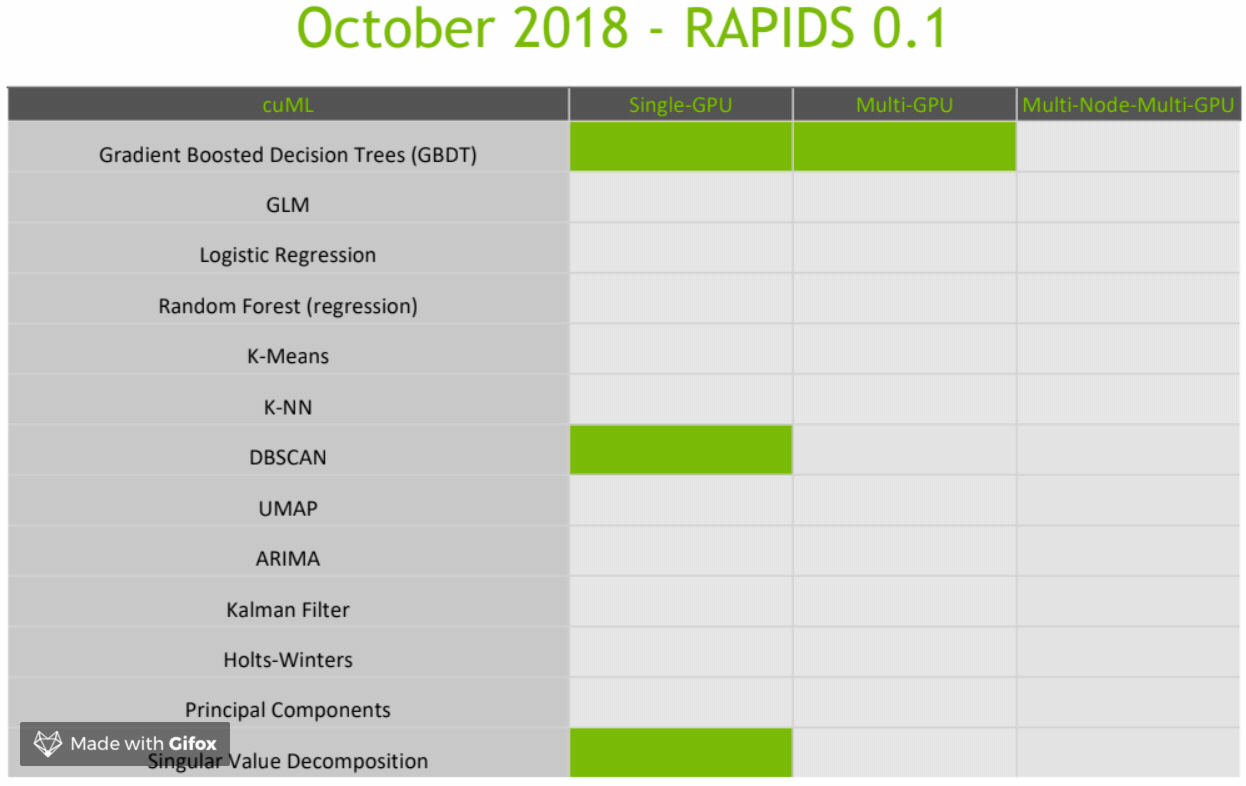 October 2018 - RAPIDS 0.1
cuML Single-GPU Multi-GPU Multi-Node-Multi-GPU
Gradient Boosted Decision Trees (GBDT)
GLM
Logistic Regression
Random Forest (regression)
K-Means
K-NN
DBSCAN
UMAP
ARIMA
Kalman Filter
Holts-Winters
Principal Components
Made with Gifox
Singular Value Decomposition